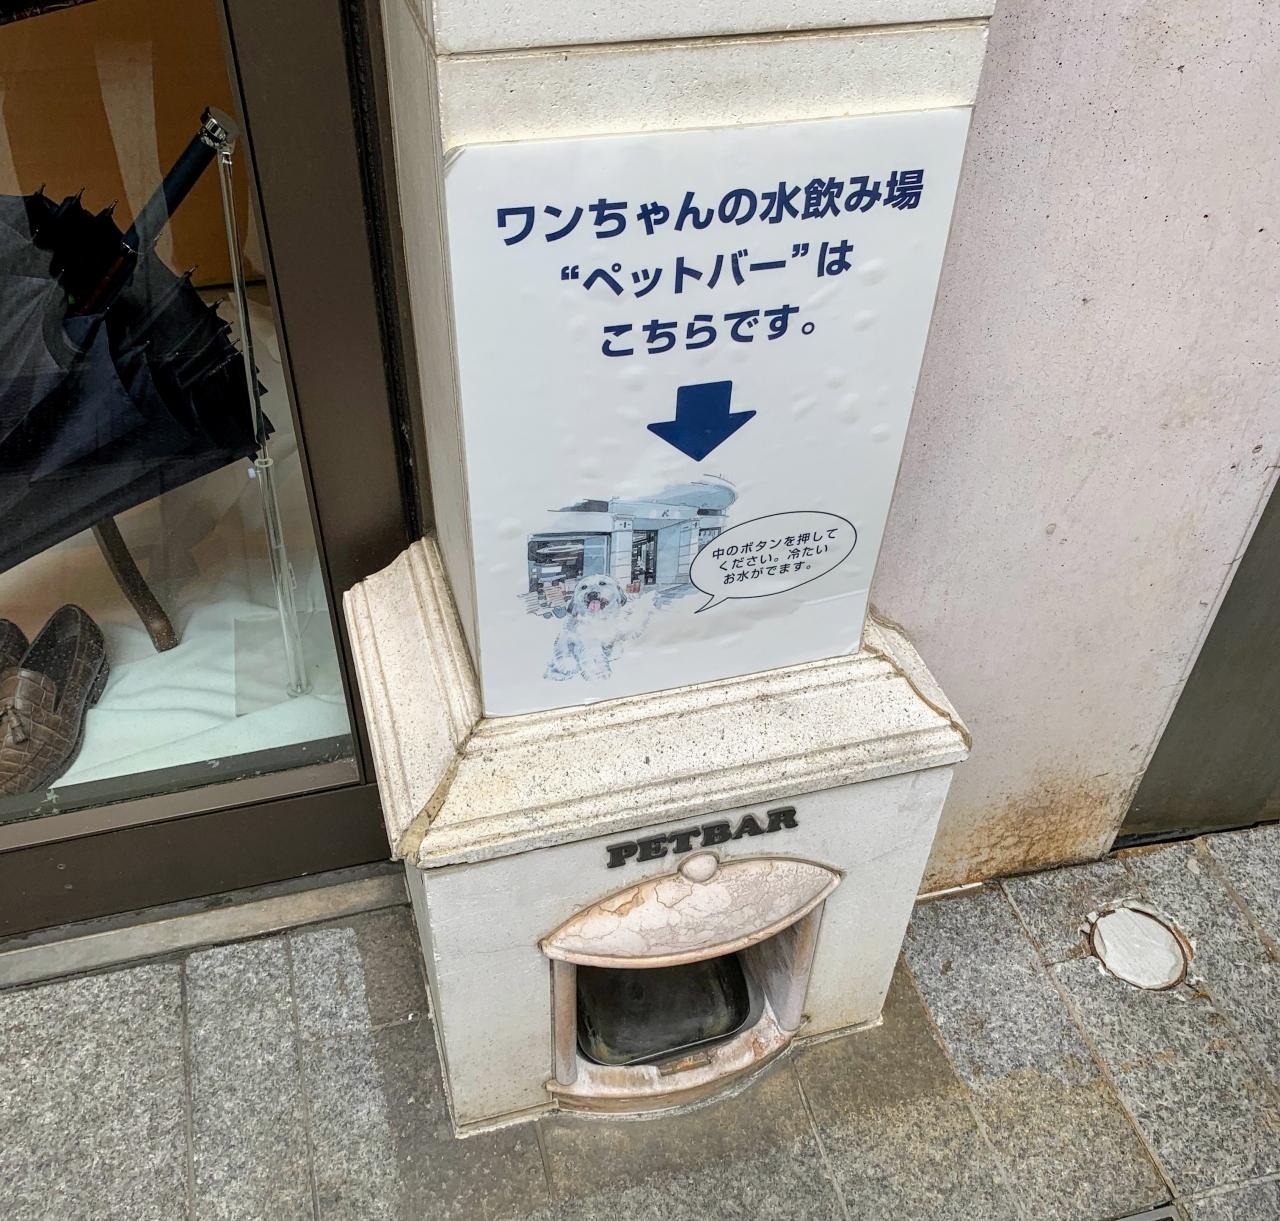 ワンちゃんの水飲み場
“ペットバー”は
こちらです。
中のボタンを押して
ください。冷たい
お水がでます。
PETBAR